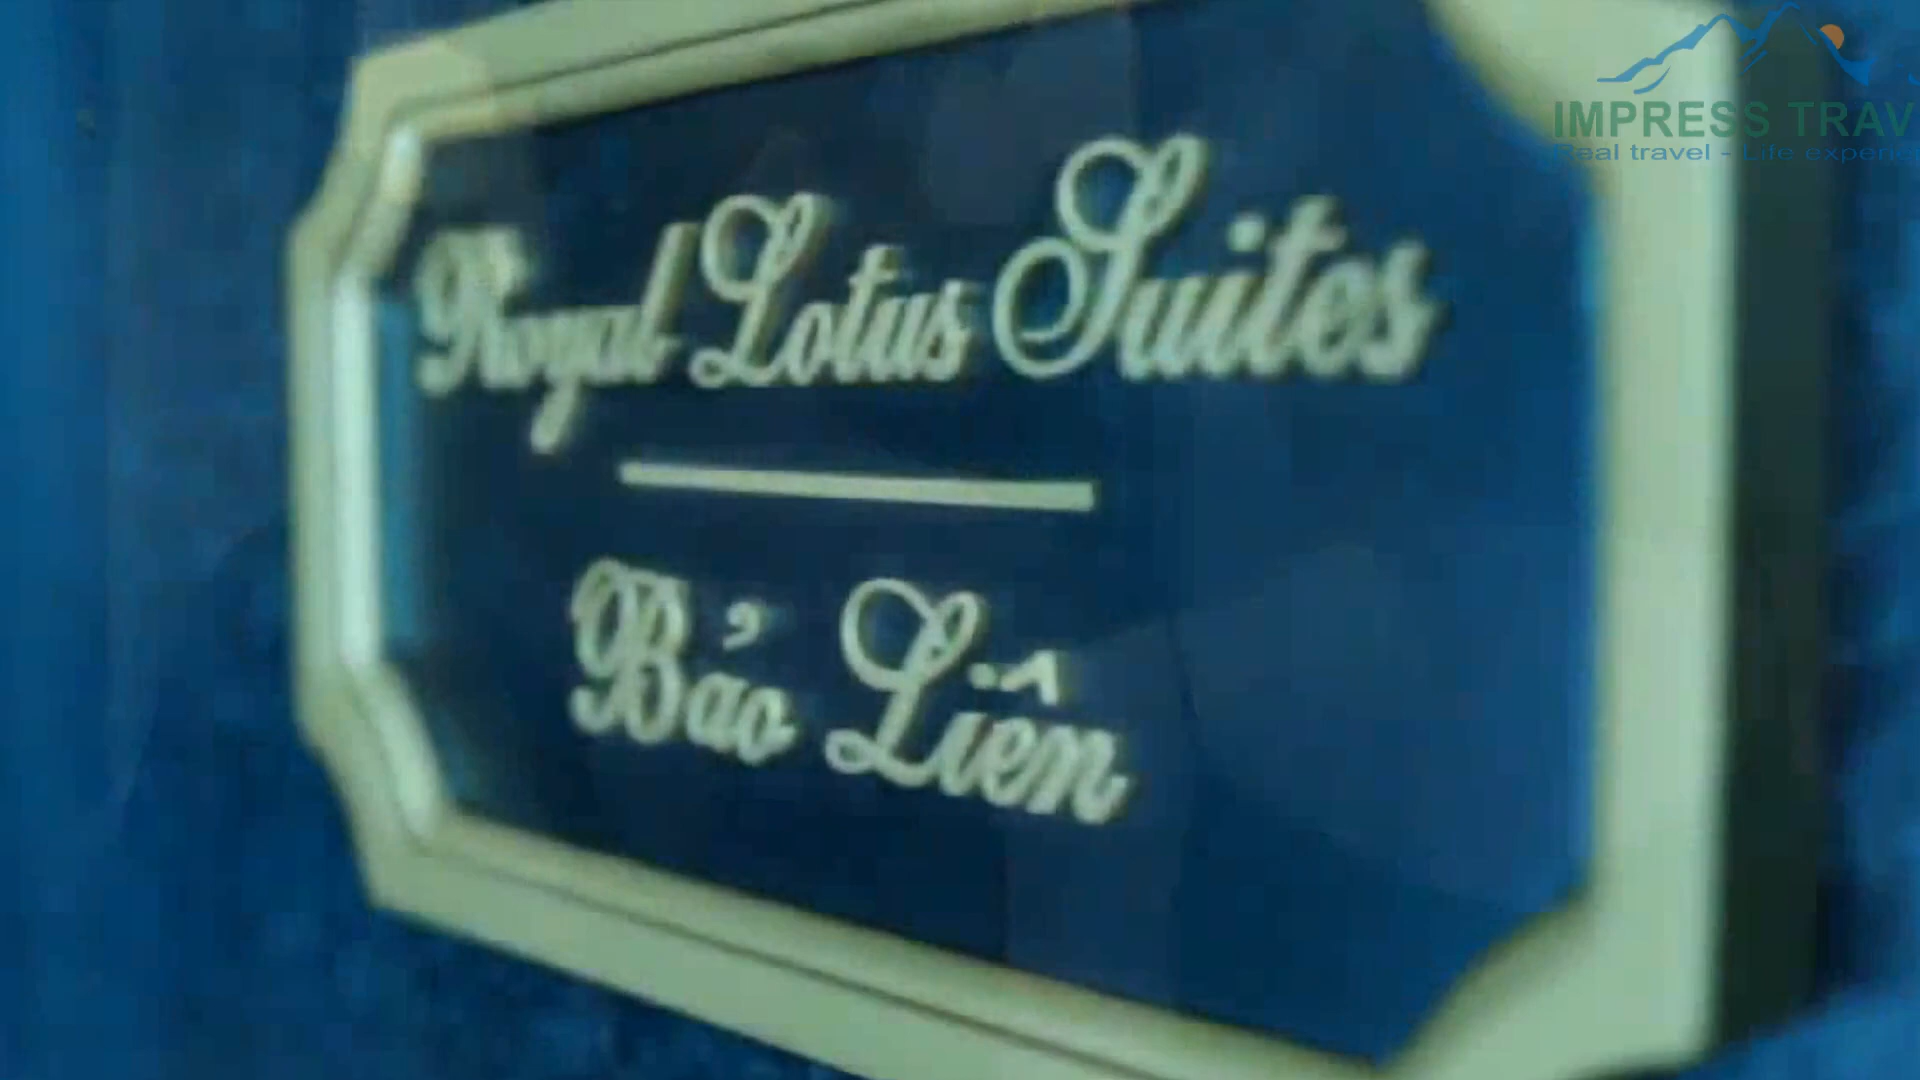 IMPRESS TRAV
Real travel - Life experie
Royal Lotus Suites
Bảo Liên